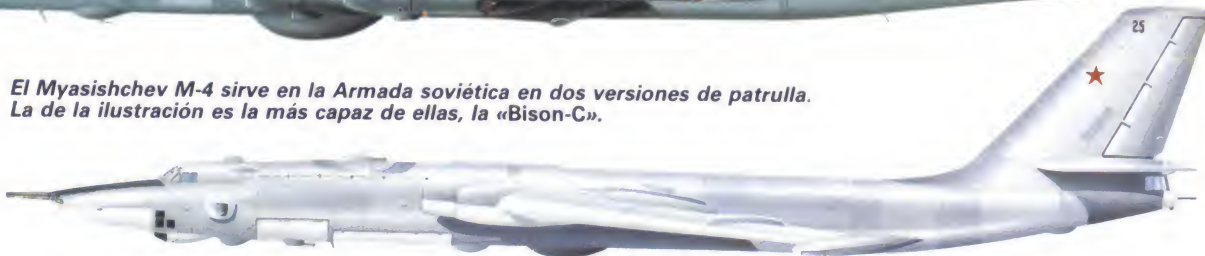 25
El Myasishchev M-4 sirve en la Armada soviética en dos versiones de patrulla.
La de la ilustración es la más capaz de ellas, la «Bison-C».